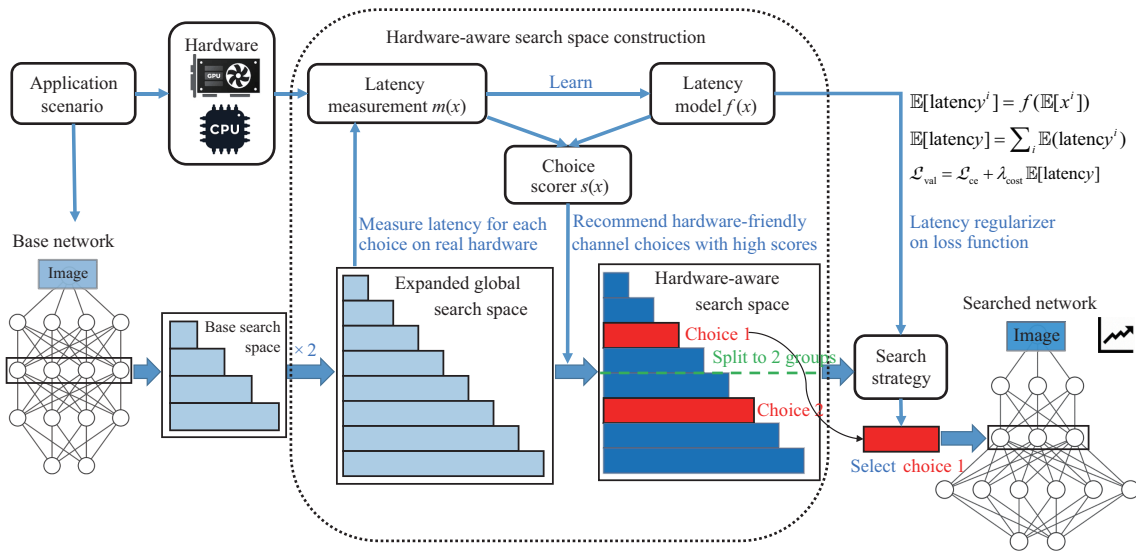 Hardware
GPU
CPU
Application
scenario
Hardware-aware search space construction
Latency
measurement m(x)
Learn
Latency
model f(x)
Choice
scorer s(x)
𝔼[latencyⁱ] = f(𝔼[xⁱ])
𝔼[latency] = ∑ᵢ 𝔼(latencyⁱ)
ℒ_val = ℒ_ce + λ_cost 𝔼[latency]
Measure latency for each
choice on real hardware
Recommend hardware-friendly
channel choices with high scores
Latency regularizer
on loss function
Base network
Image
Base search
space
× 2
Expanded global
search space
Hardware-aware
search space
Choice 1
Split to 2 groups
Choice 2
Search
strategy
Select choice 1
Searched network
Image